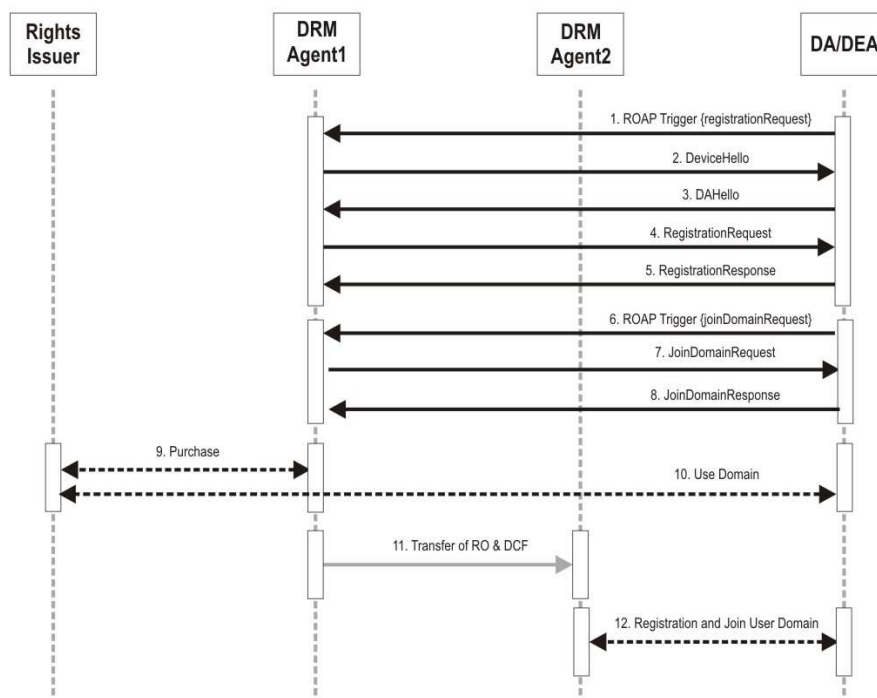 Rights
Issuer
DRM
Agent1
DRM
Agent2
DA/DEA
1. ROAP Trigger {registrationRequest}
2. DeviceHello
3. DAHello
4. RegistrationRequest
5. RegistrationResponse
6. ROAP Trigger {joinDomainRequest}
7. JoinDomainRequest
8. JoinDomainResponse
9. Purchase
10. Use Domain
11. Transfer of RO & DCF
12. Registration and Join User Domain